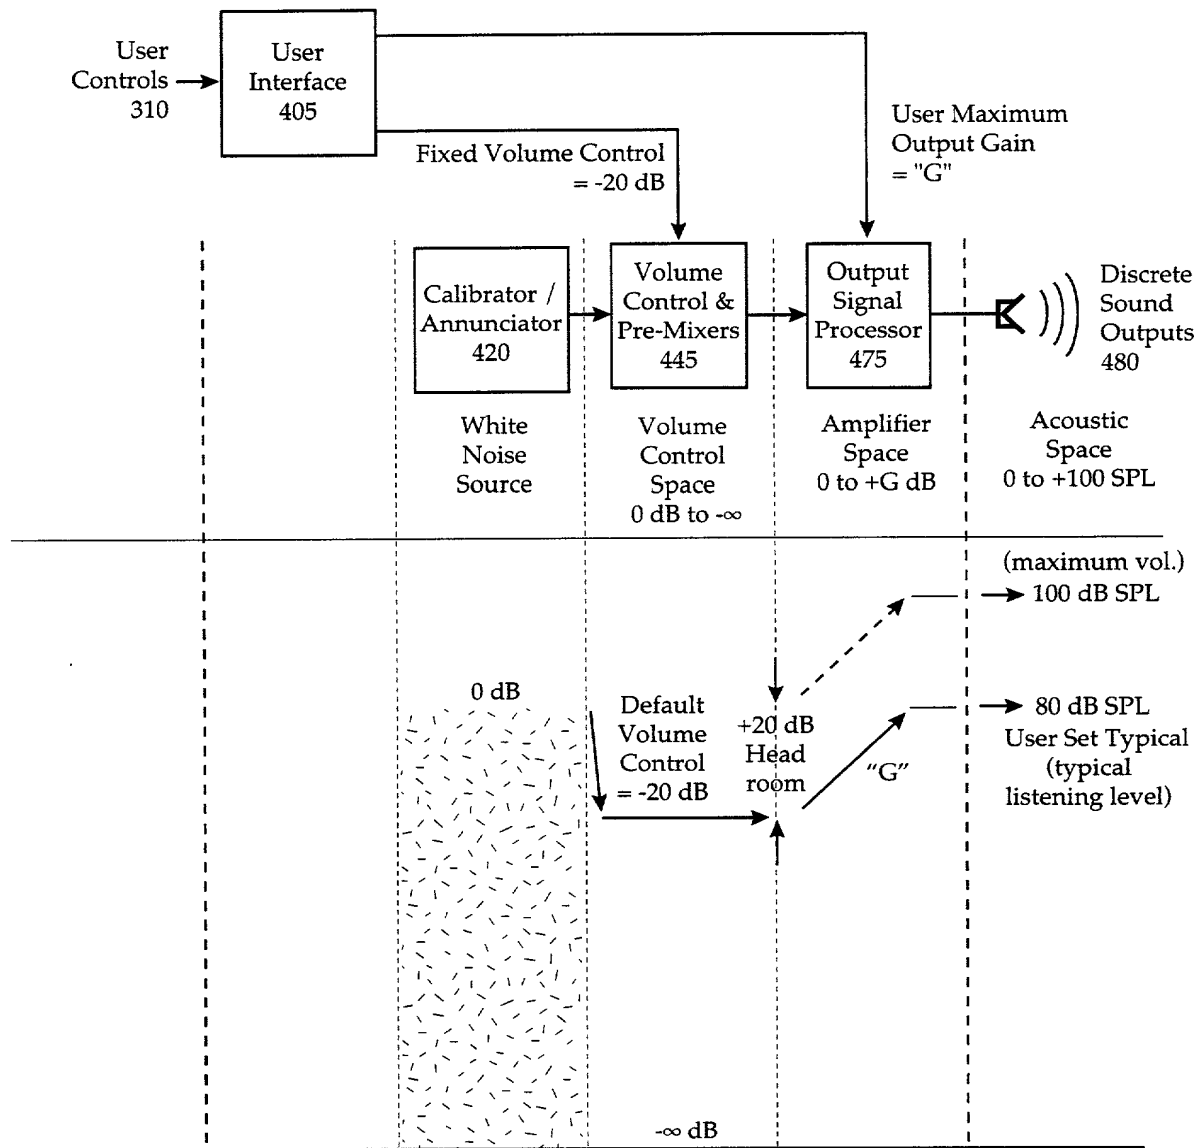 User
Controls
310
User
Interface
405
Fixed Volume Control
= -20 dB
User Maximum
Output Gain
= "G"
Calibrator /
Annunciator
420
Volume
Control &
Pre-Mixers
445
Output
Signal
Processor
475
Discrete
Sound
Outputs
480
White
Noise
Source
Volume
Control
Space
0 dB to -∞
Amplifier
Space
0 to +G dB
Acoustic
Space
0 to +100 SPL
(maximum vol.)
100 dB SPL
0 dB
Default
Volume
Control
= -20 dB
+20 dB
Head
room
"G"
80 dB SPL
User Set Typical
(typical
listening level)
-∞ dB